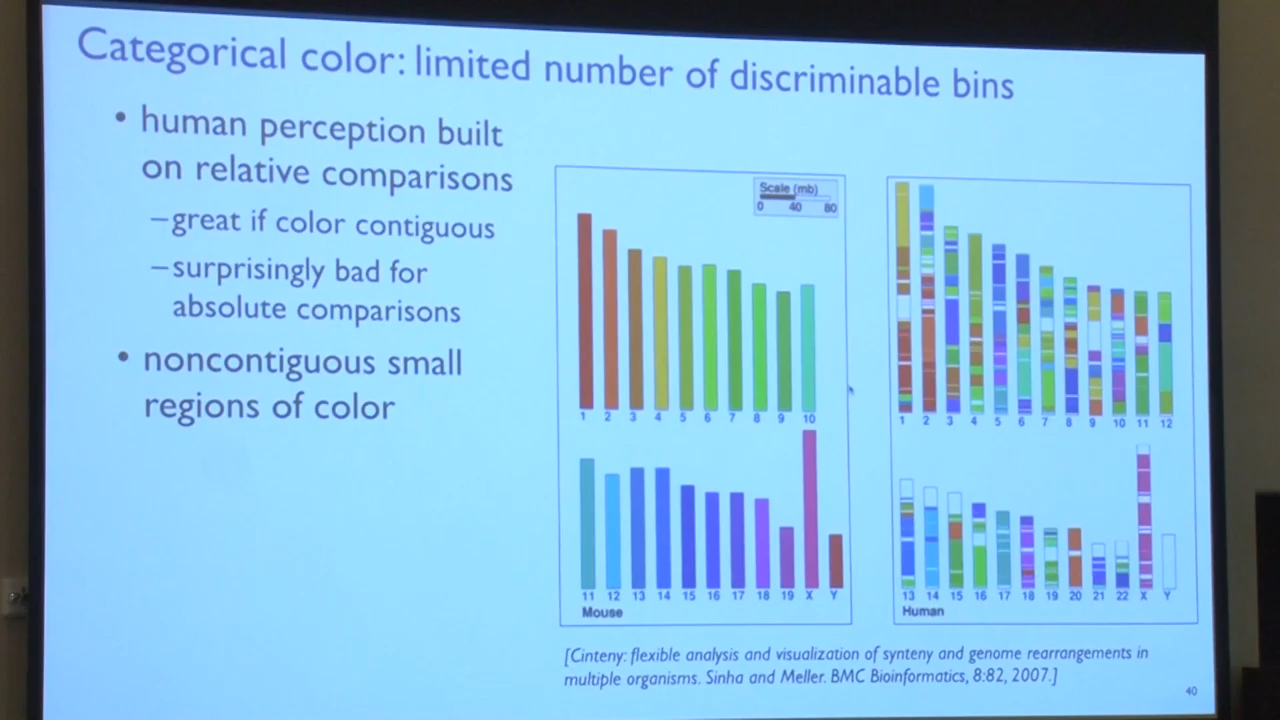 Categorical color: limited number of discriminable bins
• human perception built
on relative comparisons
–great if color contiguous
–surprisingly bad for
absolute comparisons
• noncontiguous small
regions of color
Scale (mb)
0 40 80
1 2 3 4 5 6 7 8 9 10
11 12 13 14 15 16 17 18 19 X Y
Mouse
1 2 3 4 5 6 7 8 9 10 11 12
13 14 15 16 17 18 19 20 21 22 X Y
Human
[Cinteny: flexible analysis and visualization of synteny and genome rearrangements in
multiple organisms. Sinha and Meller. BMC Bioinformatics, 8:82, 2007.]
40